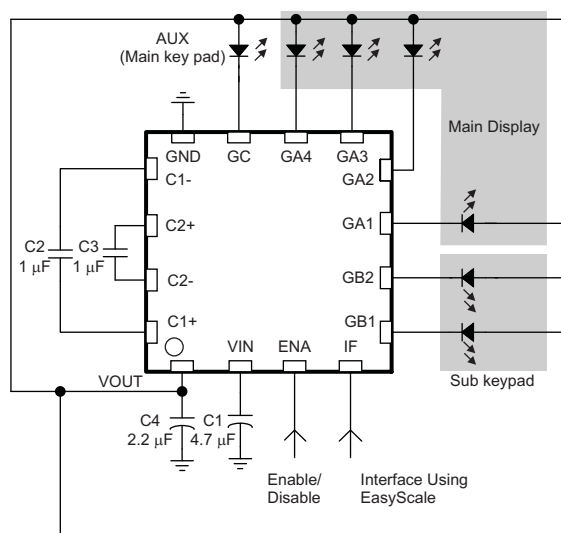 AUX
(Main key pad)
Main Display
GND
GC
GA4
GA3
C1-
GA2
C2+
GA1
C2
1 μF
C3
1 μF
C2-
GB2
C1+
GB1
VIN
ENA
IF
VOUT
Sub keypad
C4
2.2 μF
C1
4.7 μF
Enable/
Disable
Interface Using
EasyScale